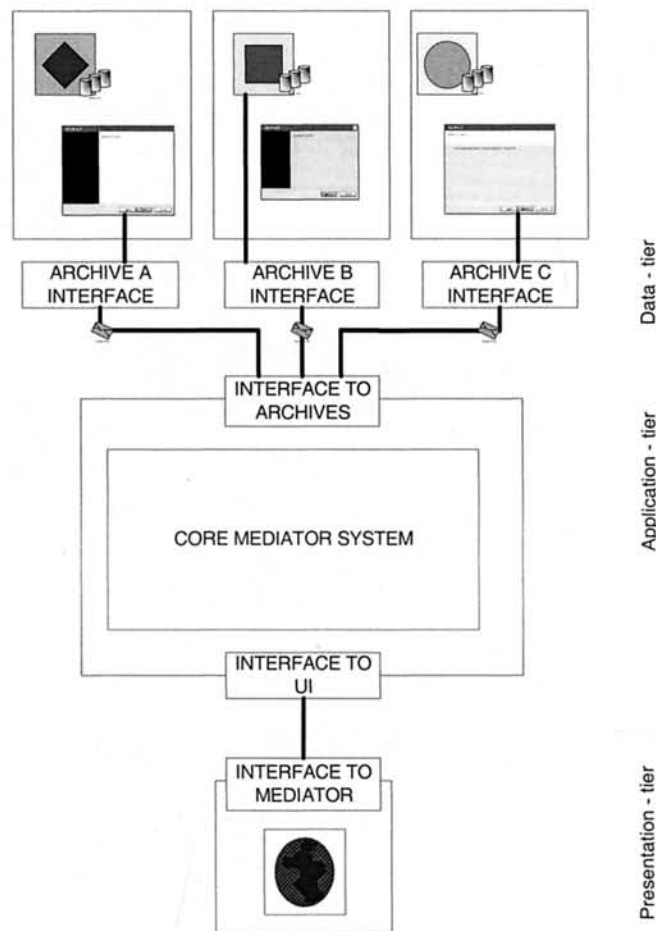 ARCHIVE A
INTERFACE
ARCHIVE B
INTERFACE
ARCHIVE C
INTERFACE
Data - tier
INTERFACE TO
ARCHIVES
Application - tier
CORE MEDIATOR SYSTEM
INTERFACE TO
UI
INTERFACE TO
MEDIATOR
Presentation - tier